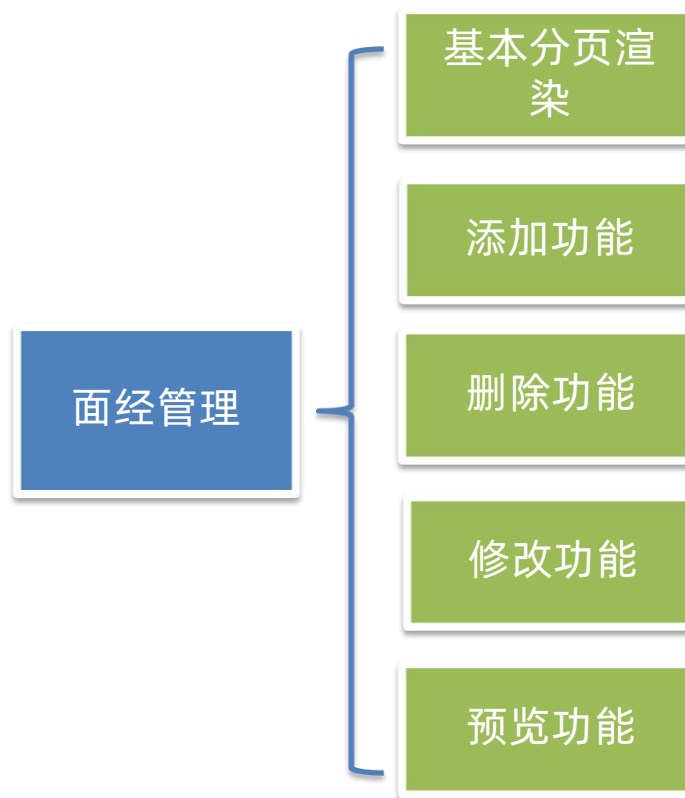 基本分页渲
染
添加功能
删除功能
面经管理
修改功能
预览功能